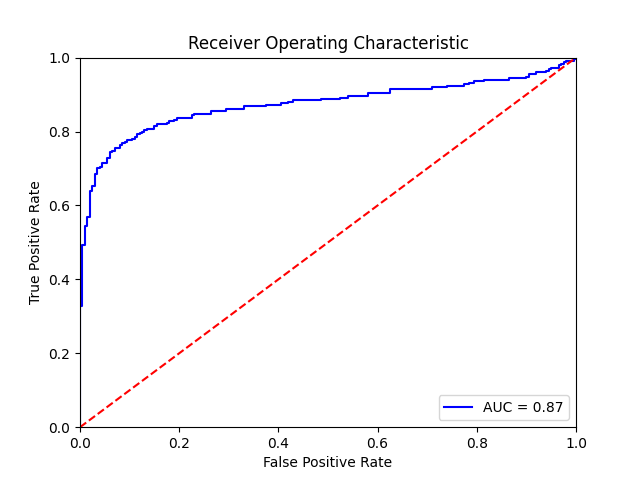 Receiver Operating Characteristic
1.0
0.8
0.6
0.4
0.2
0.0
True Positive Rate
AUC = 0.87
0.0 0.2 0.4 0.6 0.8 1.0
False Positive Rate